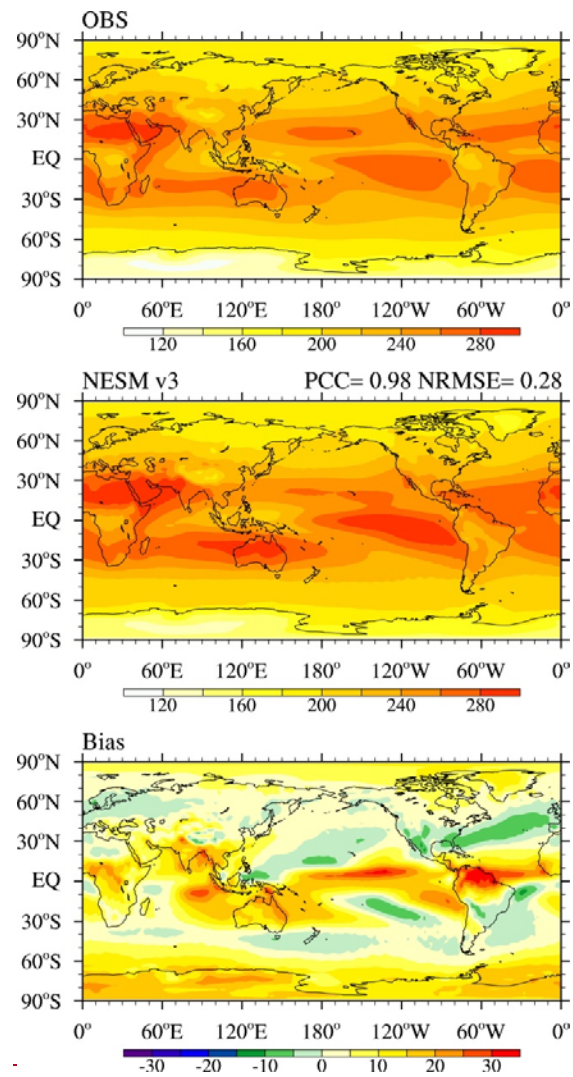 OBS
90°N
60°N
30°N
EQ
30°S
60°S
90°S
0° 60°E 120°E 180° 120°W 60°W 0°
120 160 200 240 280
NESM v3 PCC= 0.98 NRMSE= 0.28
90°N
60°N
30°N
EQ
30°S
60°S
90°S
0° 60°E 120°E 180° 120°W 60°W 0°
120 160 200 240 280
Bias
90°N
60°N
30°N
EQ
30°S
60°S
90°S
0° 60°E 120°E 180° 120°W 60°W 0°
-30 -20 -10 0 10 20 30